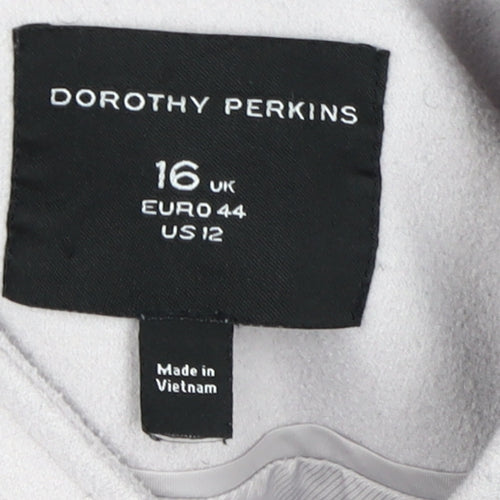 DOROTHY PERKINS
16 UK
EURO 44
US 12
Made in
Vietnam